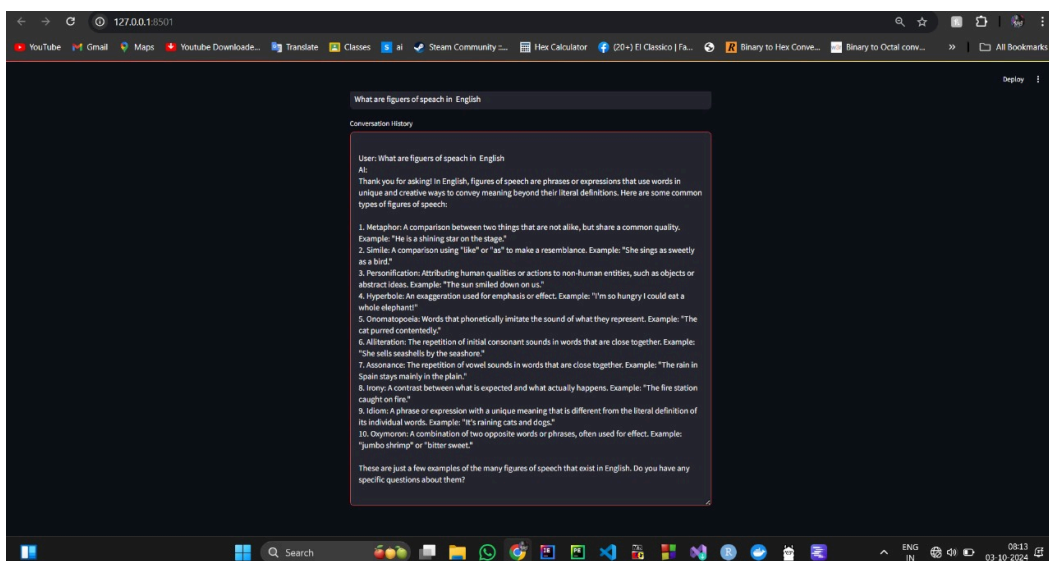 127.0.0.1:8501
YouTube Gmail Maps Youtube Downloade... Translate Classes ai Steam Community ::... Hex Calculator (20+) El Classico | Fa... Binary to Hex Conve... Binary to Octal conv... » All Bookmarks
Deploy
What are figuers of speach in English
Conversation History
User: What are figuers of speach in English
AI:
Thank you for asking! In English, figures of speech are phrases or expressions that use words in
unique and creative ways to convey meaning beyond their literal definitions. Here are some common
types of figures of speech:
1. Metaphor: A comparison between two things that are not alike, but share a common quality.
Example: "He is a shining star on the stage."
2. Simile: A comparison using "like" or "as" to make a resemblance. Example: "She sings as sweetly
as a bird."
3. Personification: Attributing human qualities or actions to non-human entities, such as objects or
abstract ideas. Example: "The sun smiled down on us."
4. Hyperbole: An exaggeration used for emphasis or effect. Example: "I'm so hungry I could eat a
whole elephant!"
5. Onomatopoeia: Words that phonetically imitate the sound of what they represent. Example: "The
cat purred contentedly."
6. Alliteration: The repetition of initial consonant sounds in words that are close together. Example:
"She sells seashells by the seashore."
7. Assonance: The repetition of vowel sounds in words that are close together. Example: "The rain in
Spain stays mainly in the plain."
8. Irony: A contrast between what is expected and what actually happens. Example: "The fire station
caught on fire."
9. Idiom: A phrase or expression with a unique meaning that is different from the literal definition of
its individual words. Example: "It's raining cats and dogs."
10. Oxymoron: A combination of two opposite words or phrases, often used for effect. Example:
"jumbo shrimp" or "bitter sweet."
These are just a few examples of the many figures of speech that exist in English. Do you have any
specific questions about them?
Search
ENG
IN
08:13
03-10-2024